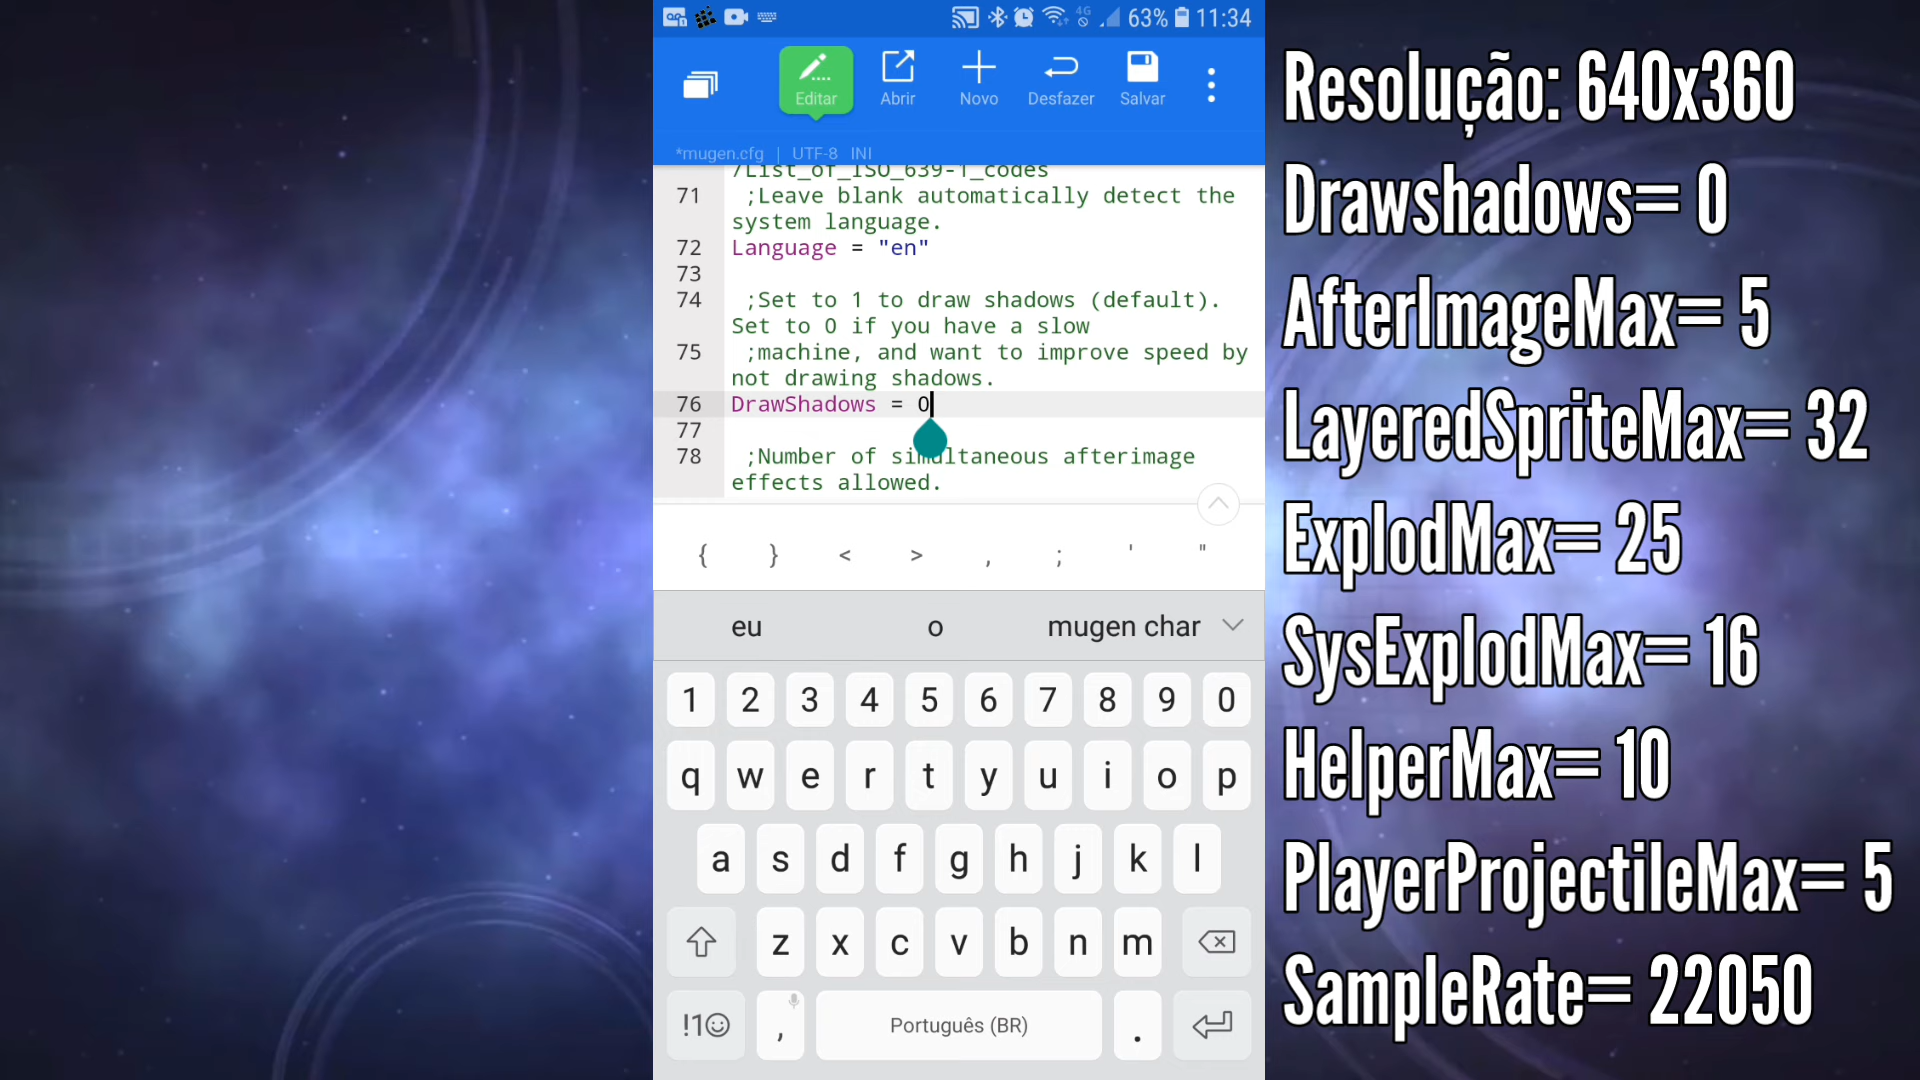 63% 11:34
Editar Abrir Novo Desfazer Salvar
*mugen.cfg | UTF-8 INI
/List_of_ISO_639-1_codes
71 ;Leave blank automatically detect the
system language.
72 Language = "en"
73
74 ;Set to 1 to draw shadows (default).
Set to 0 if you have a slow
75 ;machine, and want to improve speed by
not drawing shadows.
76 DrawShadows = 0
77
78 ;Number of simultaneous afterimage
effects allowed.
{ } < > , ; ' "
eu o mugen char
1 2 3 4 5 6 7 8 9 0
q w e r t y u i o p
a s d f g h j k l
z x c v b n m
!1☺ , Português (BR) .
Resolução: 640x360
Drawshadows= 0
AfterImageMax= 5
LayeredSpriteMax= 32
ExplodMax= 25
SysExplodMax= 16
HelperMax= 10
PlayerProjectileMax= 5
SampleRate= 22050